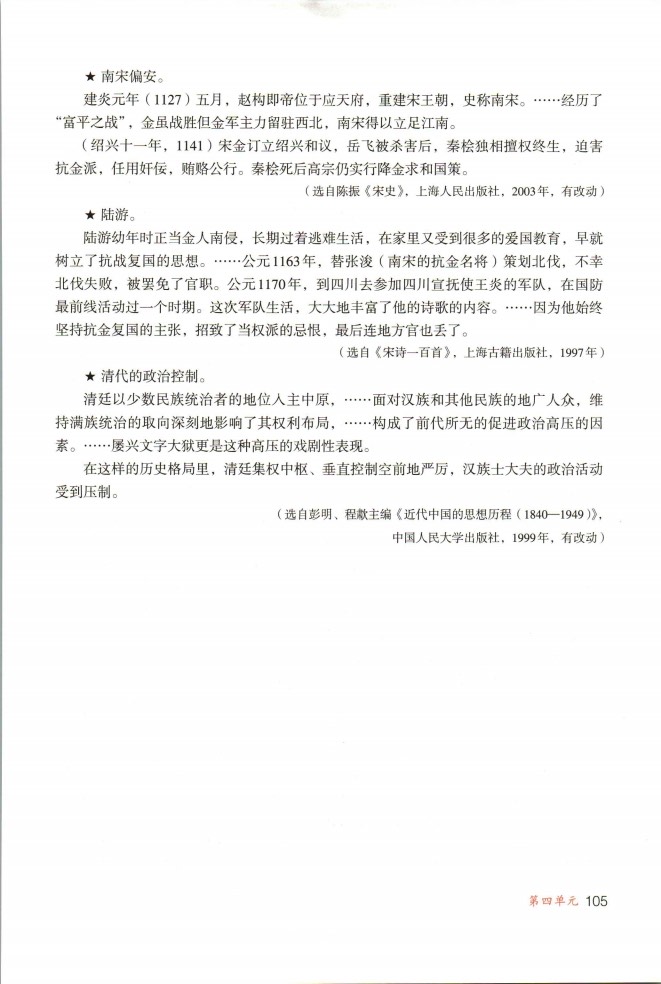 ★ 南宋偏安。
建炎元年（1127）五月，赵构即帝位于应天府，重建宋王朝，史称南宋。……经历了
“富平之战”，金虽战胜但金军主力留驻西北，南宋得以立足江南。
（绍兴十一年，1141）宋金订立绍兴和议，岳飞被杀害后，秦桧独相擅权终生，迫害
抗金派，任用奸佞，贿赂公行。秦桧死后高宗仍实行降金求和国策。
（选自陈振《宋史》，上海人民出版社，2003年，有改动）
★ 陆游。
陆游幼年时正当金人南侵，长期过着逃难生活，在家里又受到很多的爱国教育，早就
树立了抗战复国的思想。……公元1163年，替张浚（南宋的抗金名将）策划北伐，不幸
北伐失败，被罢免了官职。公元1170年，到四川去参加四川宣抚使王炎的军队，在国防
最前线活动过一个时期。这次军队生活，大大地丰富了他的诗歌的内容。……因为他始终
坚持抗金复国的主张，招致了当权派的忌恨，最后连地方官也丢了。
（选自《宋诗一百首》，上海古籍出版社，1997年）
★ 清代的政治控制。
清廷以少数民族统治者的地位入主中原，……面对汉族和其他民族的地广人众，维
持满族统治的取向深刻地影响了其权利布局，……构成了前代所无的促进政治高压的因
素。……屡兴文字大狱更是这种高压的戏剧性表现。
在这样的历史格局里，清廷集权中枢、垂直控制空前地严厉，汉族士大夫的政治活动
受到压制。
（选自彭明、程歗主编《近代中国的思想历程（1840—1949）》，
中国人民大学出版社，1999年，有改动）
第四单元 105